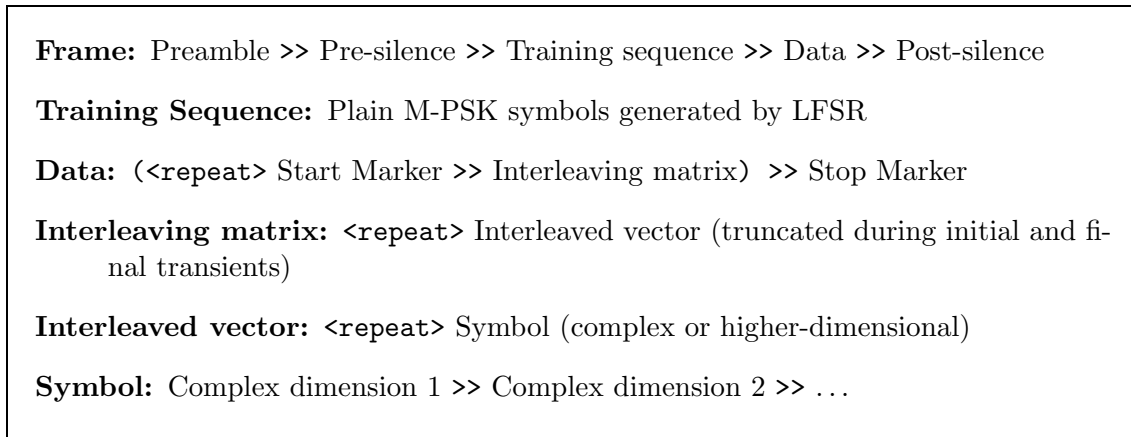 Frame: Preamble >> Pre-silence >> Training sequence >> Data >> Post-silence
Training Sequence: Plain M-PSK symbols generated by LFSR
Data: (<repeat> Start Marker >> Interleaving matrix) >> Stop Marker
Interleaving matrix: <repeat> Interleaved vector (truncated during initial and fi-
nal transients)
Interleaved vector: <repeat> Symbol (complex or higher-dimensional)
Symbol: Complex dimension 1 >> Complex dimension 2 >> ...